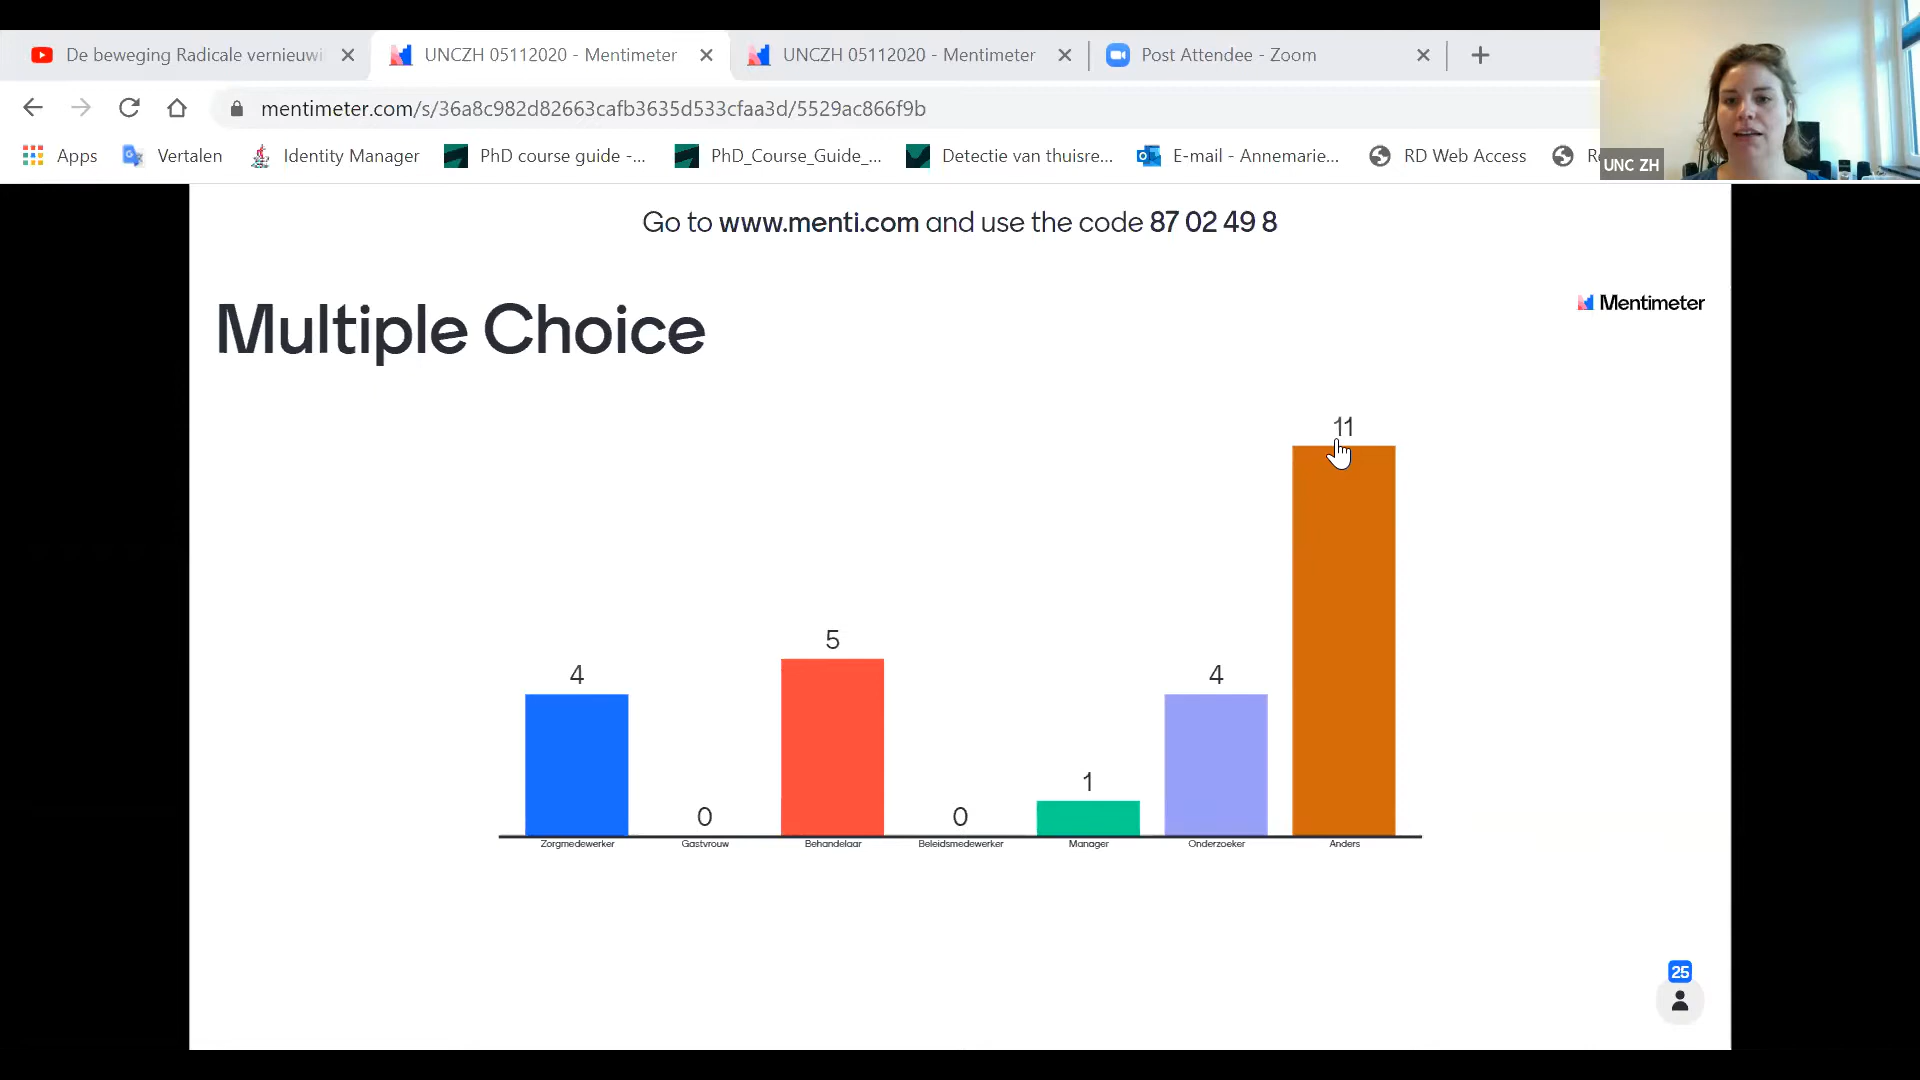 De beweging Radicale vernieuwi
UNCZH 05112020 - Mentimeter
UNCZH 05112020 - Mentimeter
Post Attendee - Zoom
mentimeter.com/s/36a8c982d82663cafb3635d533cfaa3d/5529ac866f9b
Apps
Vertalen
Identity Manager
PhD course guide -...
PhD_Course_Guide_...
Detectie van thuisre...
E-mail - Annemarie...
RD Web Access
UNC ZH
Go to www.menti.com and use the code 87 02 49 8
Multiple Choice
Mentimeter
11
5
4
4
1
0
0
Zorgmedewerker
Gastvrouw
Behandelaar
Beleidsmedewerker
Manager
Onderzoeker
Anders
25